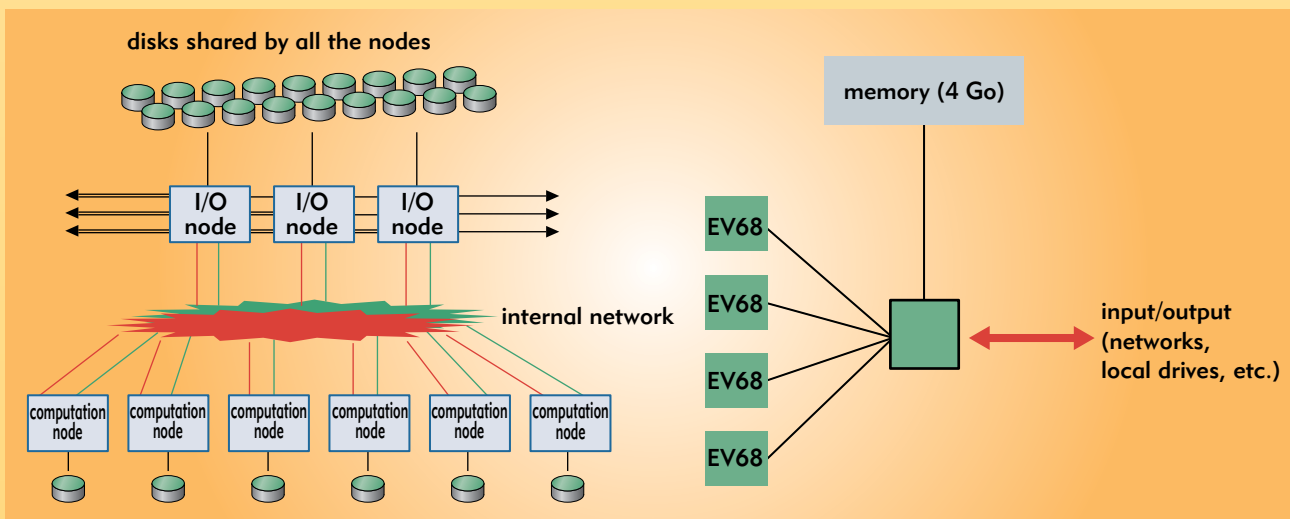 disks shared by all the nodes
I/O
node
I/O
node
I/O
node
internal network
computation
node
computation
node
computation
node
computation
node
computation
node
computation
node
memory (4 Go)
EV68
EV68
EV68
EV68
input/output
(networks,
local drives, etc.)